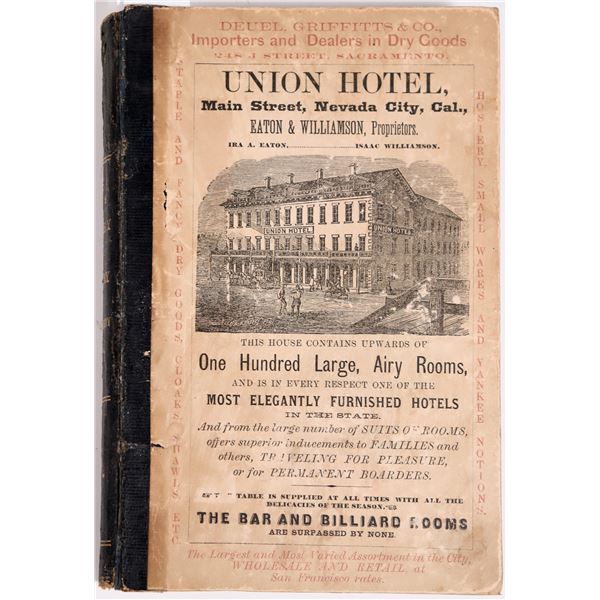 DEUEL, GRIFFITTS & CO.,
Importers and Dealers in Dry Goods
248 J STREET, SACRAMENTO.
STAPLE AND FANCY DRY GOODS, CLOAKS, SHAWLS, ETC.
UNION HOTEL,
Main Street, Nevada City, Cal.,
EATON & WILLIAMSON, Proprietors.
IRA A. EATON,..................ISAAC WILLIAMSON.
UNION HOTEL
UNION HOTEL
THIS HOUSE CONTAINS UPWARDS OF
One Hundred Large, Airy Rooms,
AND IS IN EVERY RESPECT ONE OF THE
MOST ELEGANTLY FURNISHED HOTELS
IN THE STATE.
And from the large number of SUITS OF ROOMS,
offers superior inducements to FAMILIES and
others, TRAVELING FOR PLEASURE,
or for PERMANENT BOARDERS.
TABLE IS SUPPLIED AT ALL TIMES WITH ALL THE
DELICACIES OF THE SEASON.
THE BAR AND BILLIARD ROOMS
ARE SURPASSED BY NONE.
HOSIERY, SMALL WARES AND YANKEE NOTIONS.
The Largest and Most Varied Assortment in the City,
WHOLESALE AND RETAIL, at
San Francisco rates.